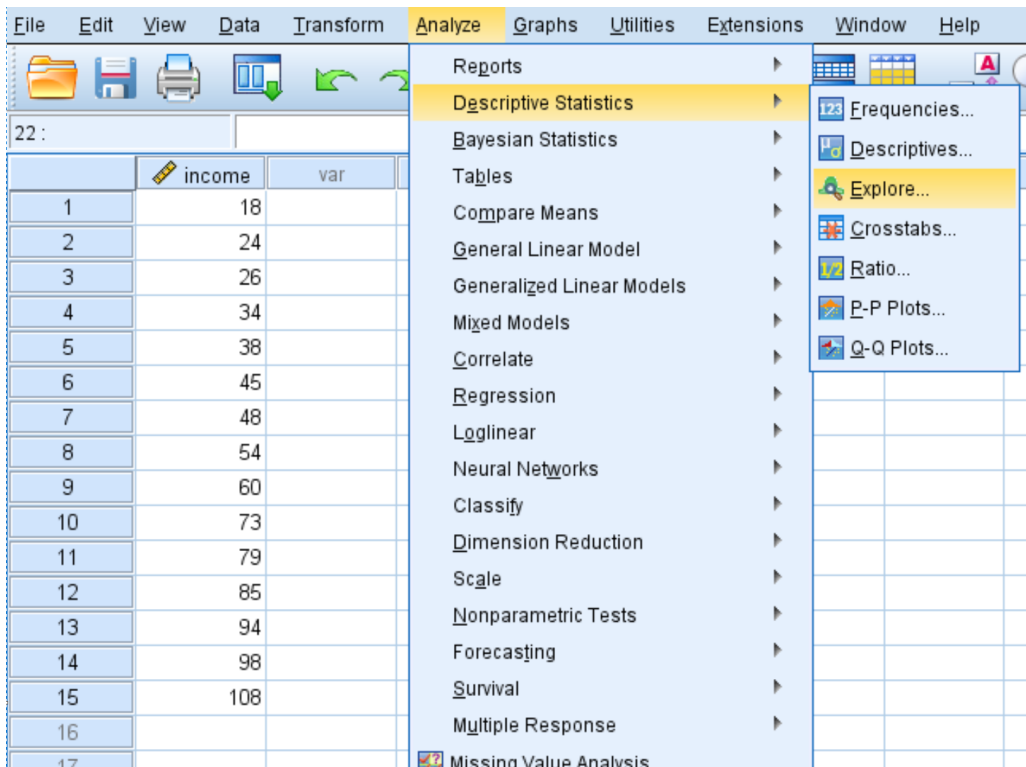 File Edit View Data Transform Analyze Graphs Utilities Extensions Window Help
22 :
income var
1 18
2 24
3 26
4 34
5 38
6 45
7 48
8 54
9 60
10 73
11 79
12 85
13 94
14 98
15 108
16
17
Reports
Descriptive Statistics
Bayesian Statistics
Tables
Compare Means
General Linear Model
Generalized Linear Models
Mixed Models
Correlate
Regression
Loglinear
Neural Networks
Classify
Dimension Reduction
Scale
Nonparametric Tests
Forecasting
Survival
Multiple Response
Missing Value Analysis
A
123 Frequencies...
μσ Descriptives...
Explore...
Crosstabs...
1/2 Ratio...
P-P Plots...
Q-Q Plots...